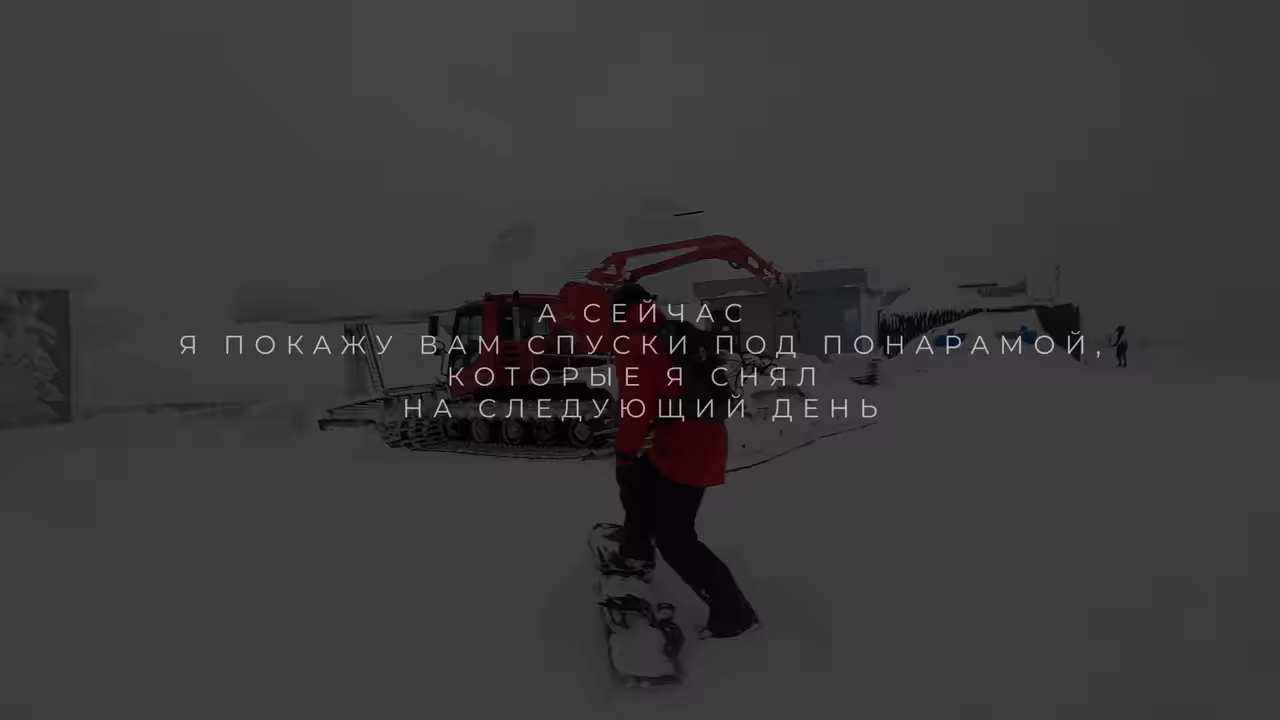 А СЕЙЧАС
Я ПОКАЖУ ВАМ СПУСКИ ПОД ПОНАРАМОЙ,
КОТОРЫЕ Я СНЯЛ
НА СЛЕДУЮЩИЙ ДЕНЬ